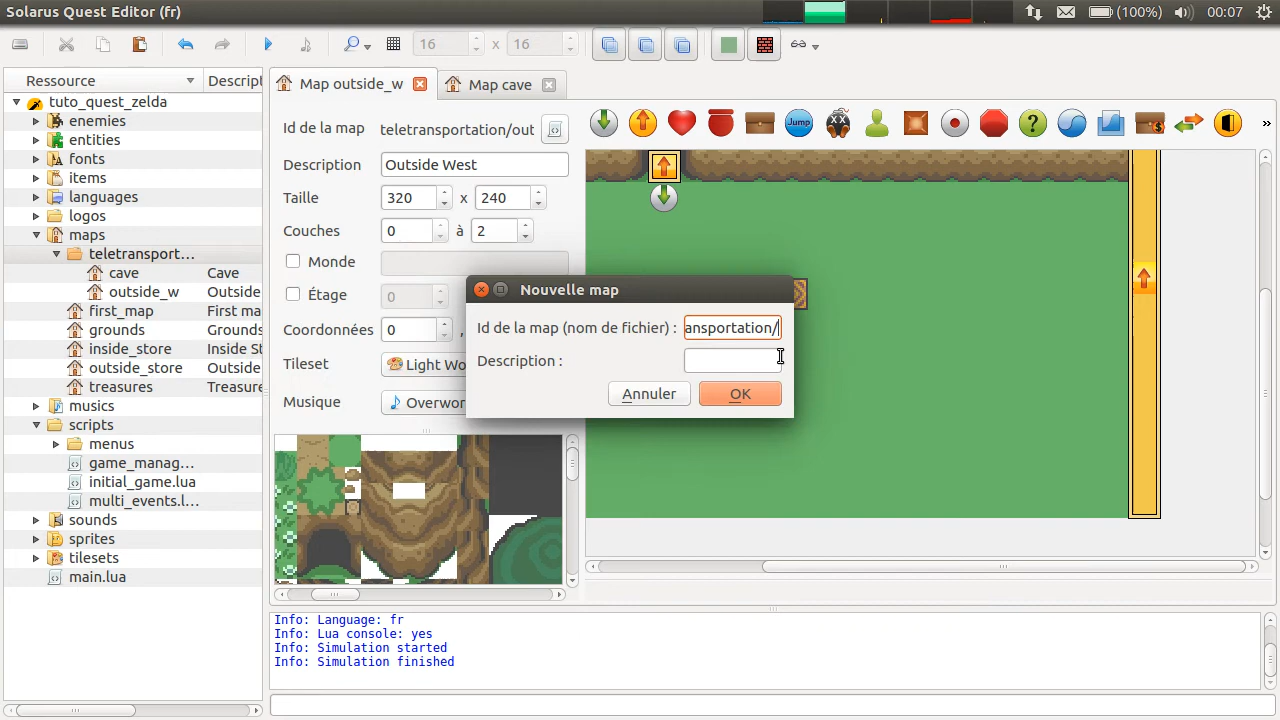 Solarus Quest Editor (fr)
(100%)
00:07
16 x 16
Ressource
Descript
tuto_quest_zelda
enemies
entities
fonts
items
languages
logos
maps
teletransport...
cave
Cave
outside_w
Outside
first_map
First ma
grounds
Grounds
inside_store
Inside St
outside_store
Outside
treasures
Treasure
musics
scripts
menus
game_manag...
initial_game.lua
multi_events.l...
sounds
sprites
tilesets
main.lua
Map outside_w
Map cave
Id de la map
teletransportation/out
Description
Outside West
Taille
320 x 240
Couches
0 à 2
Monde
Étage
0
Coordonnées
0 ,
Tileset
Light Wo
Musique
Overwor
Jump
XX
$
?
»
Nouvelle map
Id de la map (nom de fichier) :
ansportation/
Description :
Annuler
OK
Info: Language: fr
Info: Lua console: yes
Info: Simulation started
Info: Simulation finished